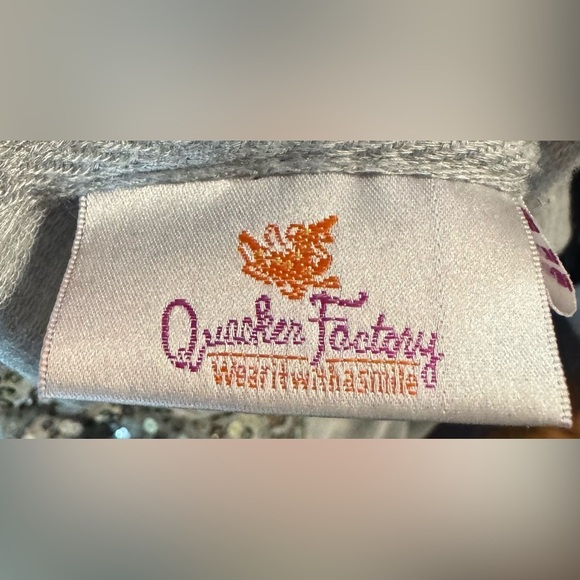 Quacker Factory
Wear it with a smile